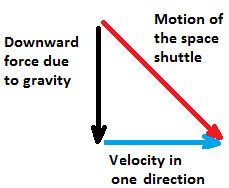 Downward
force due
to gravity
Motion of
the space
shuttle
Velocity in
one direction